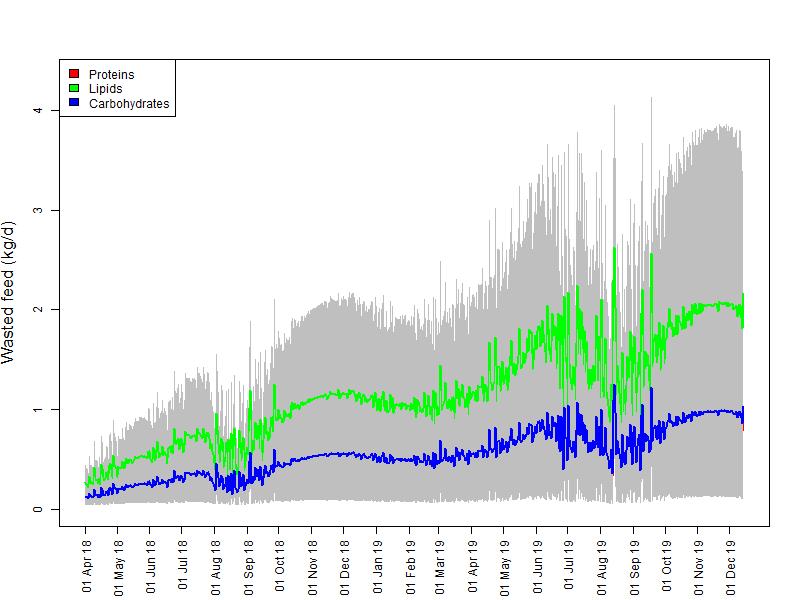 Proteins
Lipids
Carbohydrates
Wasted feed (kg/d)
4
3
2
1
0
01 Apr 18
01 May 18
01 Jun 18
01 Jul 18
01 Aug 18
01 Sep 18
01 Oct 18
01 Nov 18
01 Dec 18
01 Jan 19
01 Feb 19
01 Mar 19
01 Apr 19
01 May 19
01 Jun 19
01 Jul 19
01 Aug 19
01 Sep 19
01 Oct 19
01 Nov 19
01 Dec 19